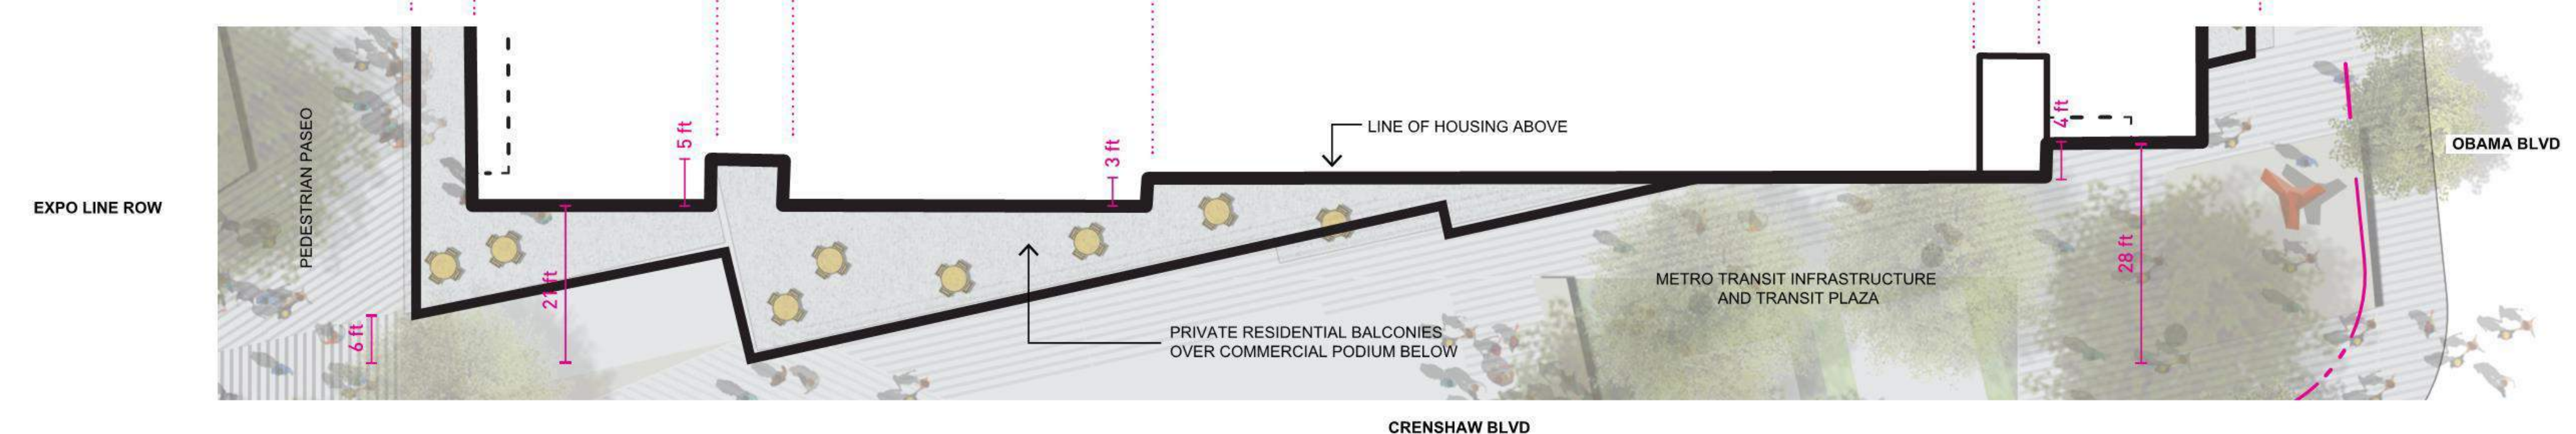 EXPO LINE ROW
PEDESTRIAN PASEO
6 ft
21 ft
5 ft
3 ft
LINE OF HOUSING ABOVE
PRIVATE RESIDENTIAL BALCONIES
OVER COMMERCIAL PODIUM BELOW
METRO TRANSIT INFRASTRUCTURE
AND TRANSIT PLAZA
4 ft
28 ft
OBAMA BLVD
CRENSHAW BLVD